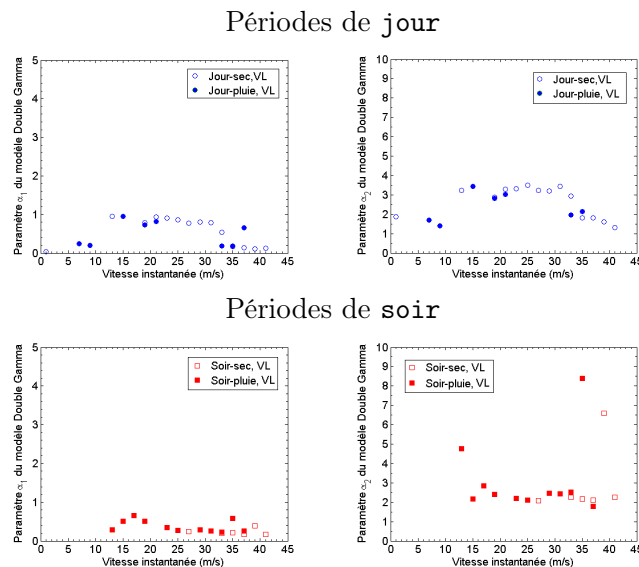 Périodes de jour
Paramètre α1 du modèle Double Gamma
5
4
3
2
1
0
Jour-sec,VL
Jour-pluie, VL
0 5 10 15 20 25 30 35 40 45
Vitesse instantanée (m/s)
Paramètre α2 du modèle Double Gamma
10
9
8
7
6
5
4
3
2
1
0
Jour-sec,VL
Jour-pluie, VL
0 5 10 15 20 25 30 35 40 45
Vitesse instantanée (m/s)
Périodes de soir
Paramètre α1 du modèle Double Gamma
5
4
3
2
1
0
Soir-sec, VL
Soir-pluie, VL
0 5 10 15 20 25 30 35 40 45
Vitesse instantanée (m/s)
Paramètre α2 du modèle Double Gamma
10
9
8
7
6
5
4
3
2
1
0
Soir-sec, VL
Soir-pluie, VL
0 5 10 15 20 25 30 35 40 45
Vitesse instantanée (m/s)